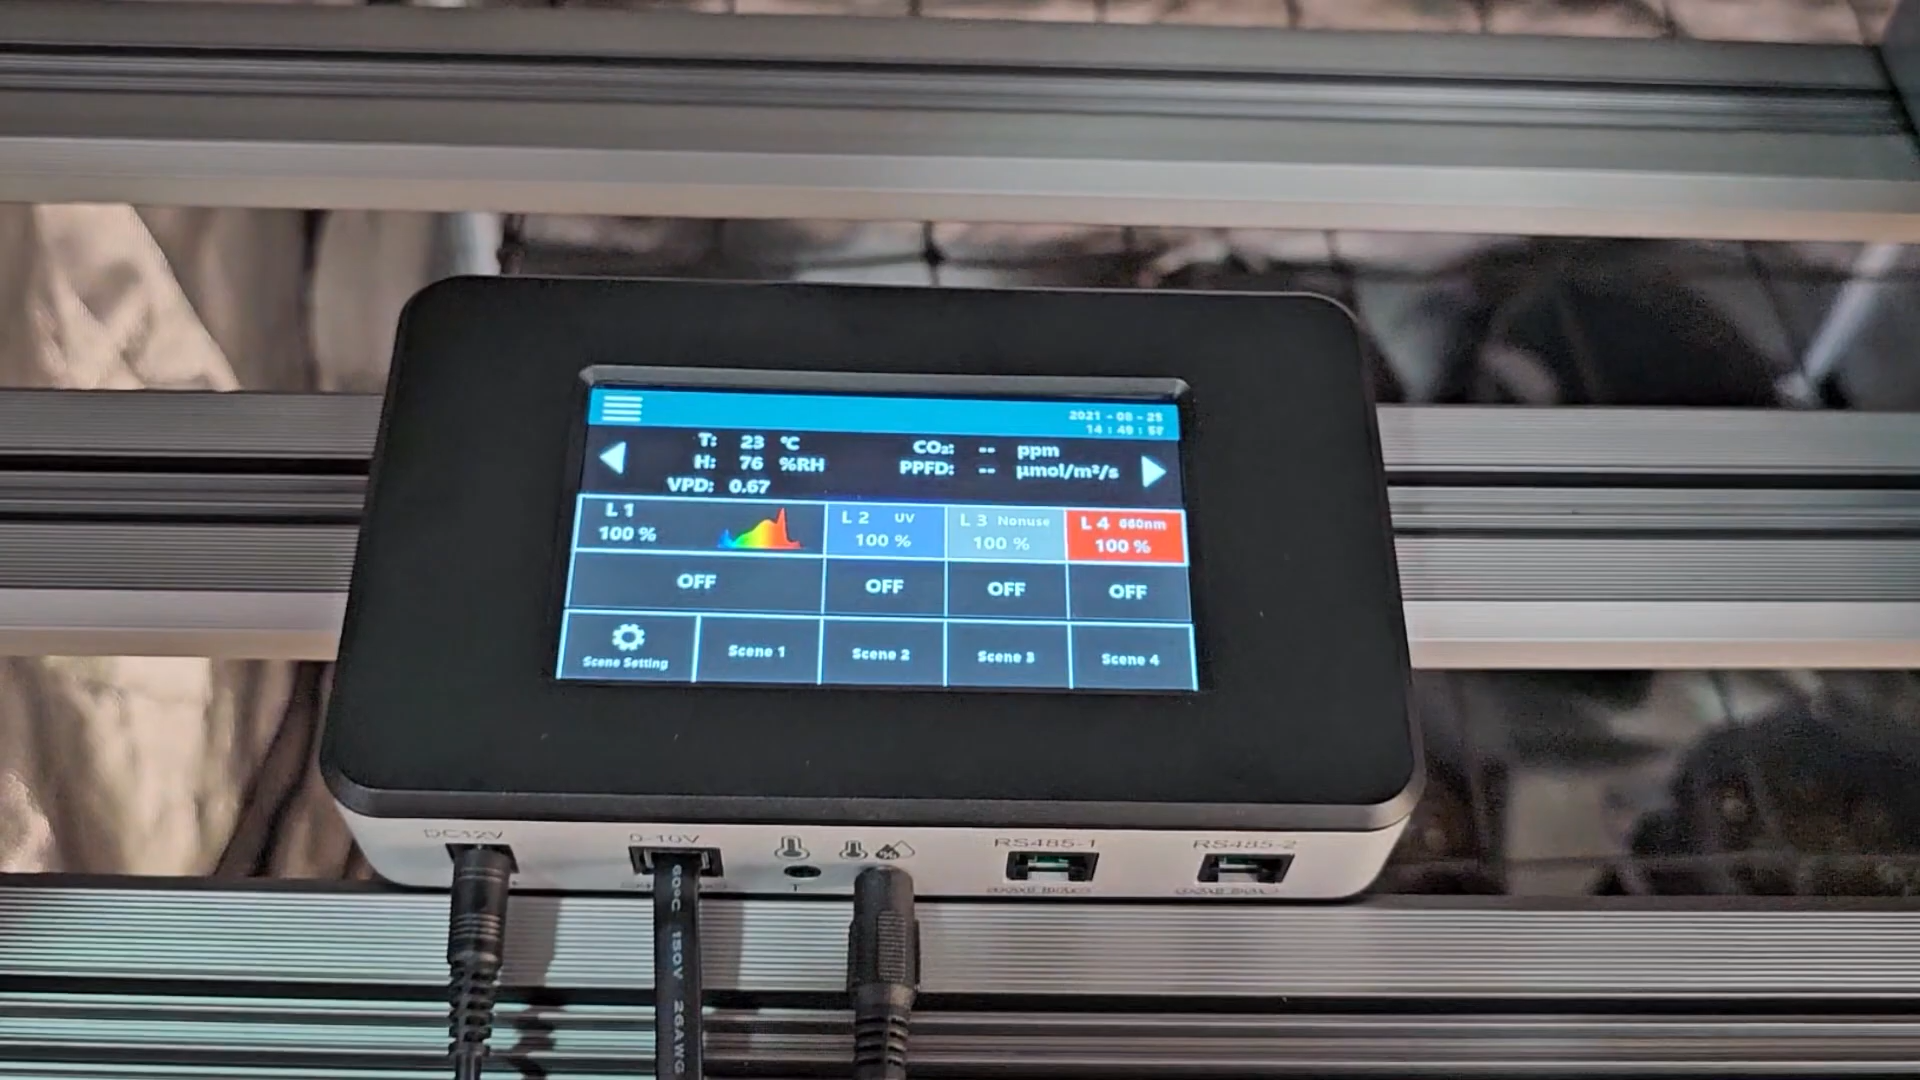 2021 - 08 - 25
14 : 49 : 57
T: 23 ℃
H: 76 %RH
VPD: 0.67
CO₂: -- ppm
PPFD: -- μmol/m²/s
L 1
100 %
L 2 UV
100 %
L 3 Nonuse
100 %
L 4 660nm
100 %
OFF OFF OFF OFF
Scene Setting
Scene 1
Scene 2
Scene 3
Scene 4
DC12V
0-10V
RS485-1
RS485-2
T
60°C 150V 26AWG